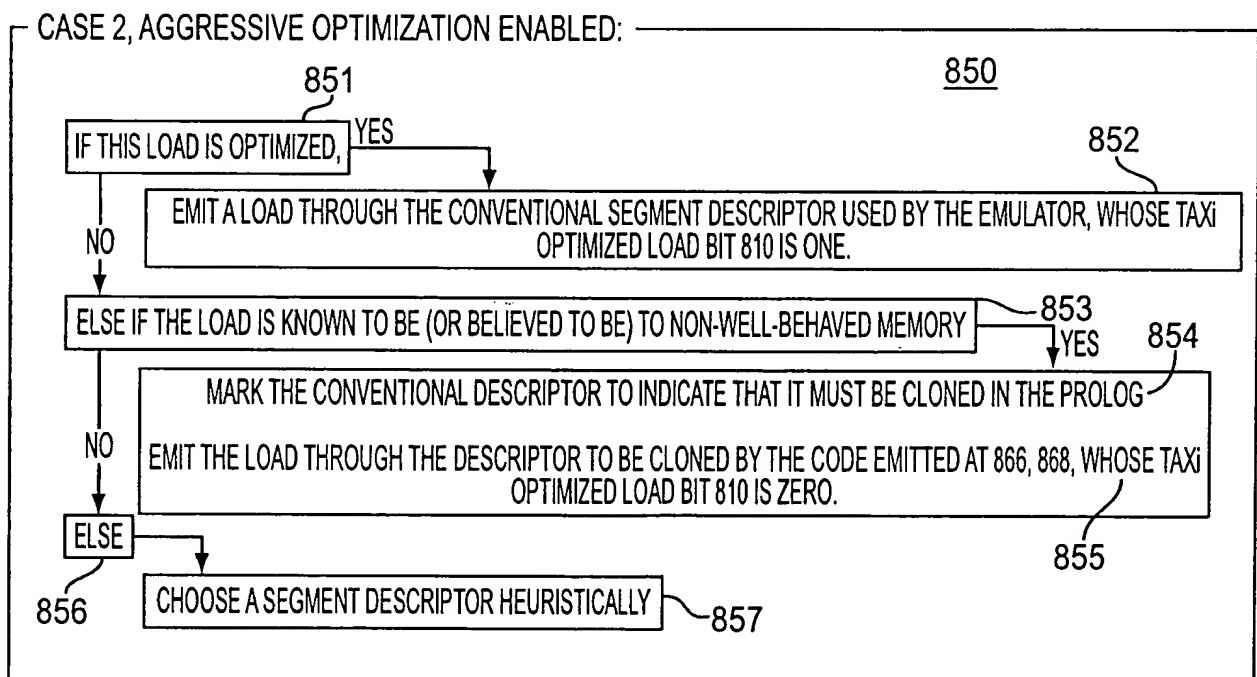 CASE 2, AGGRESSIVE OPTIMIZATION ENABLED:
850
851
IF THIS LOAD IS OPTIMIZED,
YES
852
EMIT A LOAD THROUGH THE CONVENTIONAL SEGMENT DESCRIPTOR USED BY THE EMULATOR, WHOSE TAXi
OPTIMIZED LOAD BIT 810 IS ONE.
NO
ELSE IF THE LOAD IS KNOWN TO BE (OR BELIEVED TO BE) TO NON-WELL-BEHAVED MEMORY
853
YES
854
MARK THE CONVENTIONAL DESCRIPTOR TO INDICATE THAT IT MUST BE CLONED IN THE PROLOG
NO
EMIT THE LOAD THROUGH THE DESCRIPTOR TO BE CLONED BY THE CODE EMITTED AT 866, 868, WHOSE TAXi
OPTIMIZED LOAD BIT 810 IS ZERO.
855
ELSE
856
CHOOSE A SEGMENT DESCRIPTOR HEURISTICALLY
857